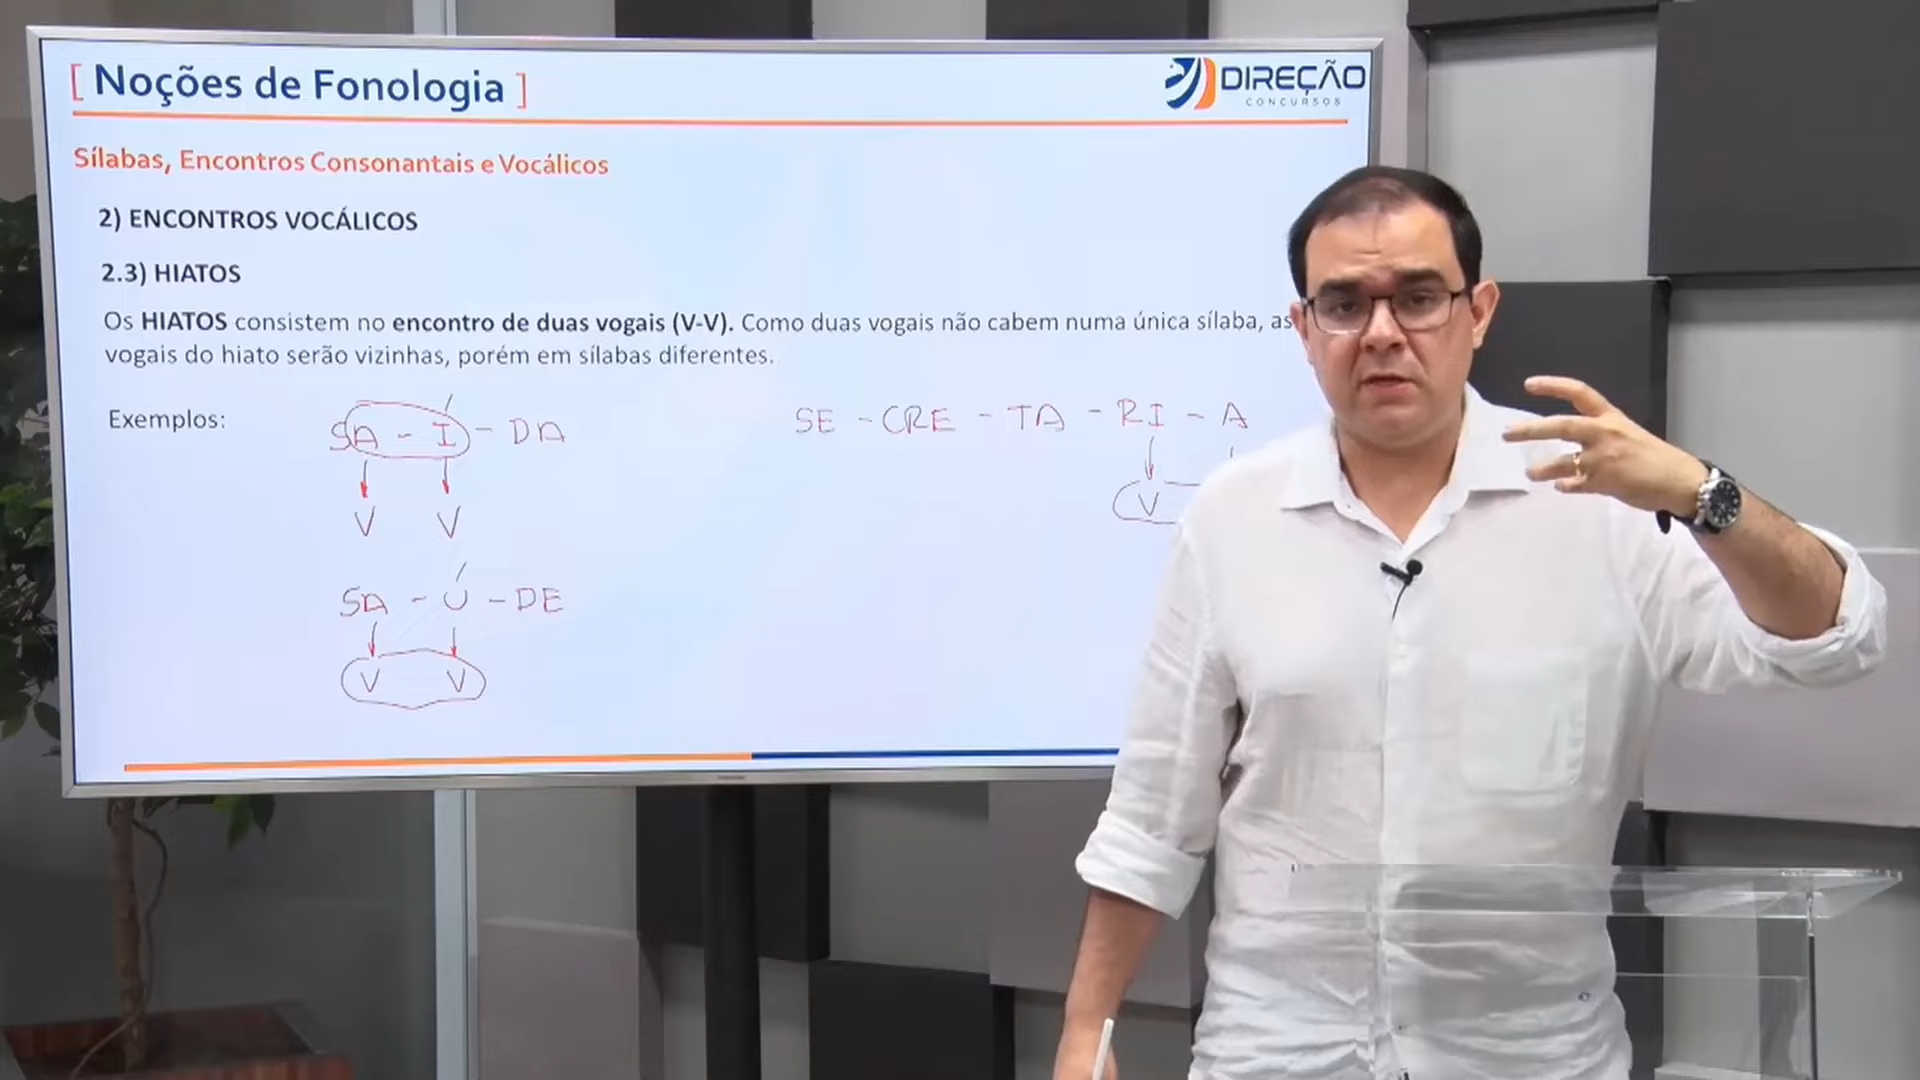 [ Noções de Fonologia ]
DIREÇÃO
CONCURSOS
Sílabas, Encontros Consonantais e Vocálicos
2) ENCONTROS VOCÁLICOS
2.3) HIATOS
Os HIATOS consistem no encontro de duas vogais (V-V). Como duas vogais não cabem numa única sílaba, as
vogais do hiato serão vizinhas, porém em sílabas diferentes.
Exemplos:
SA - Í - DA
V V
SA - Ú - DE
V V
SE - CRE - TA - RI - A
V